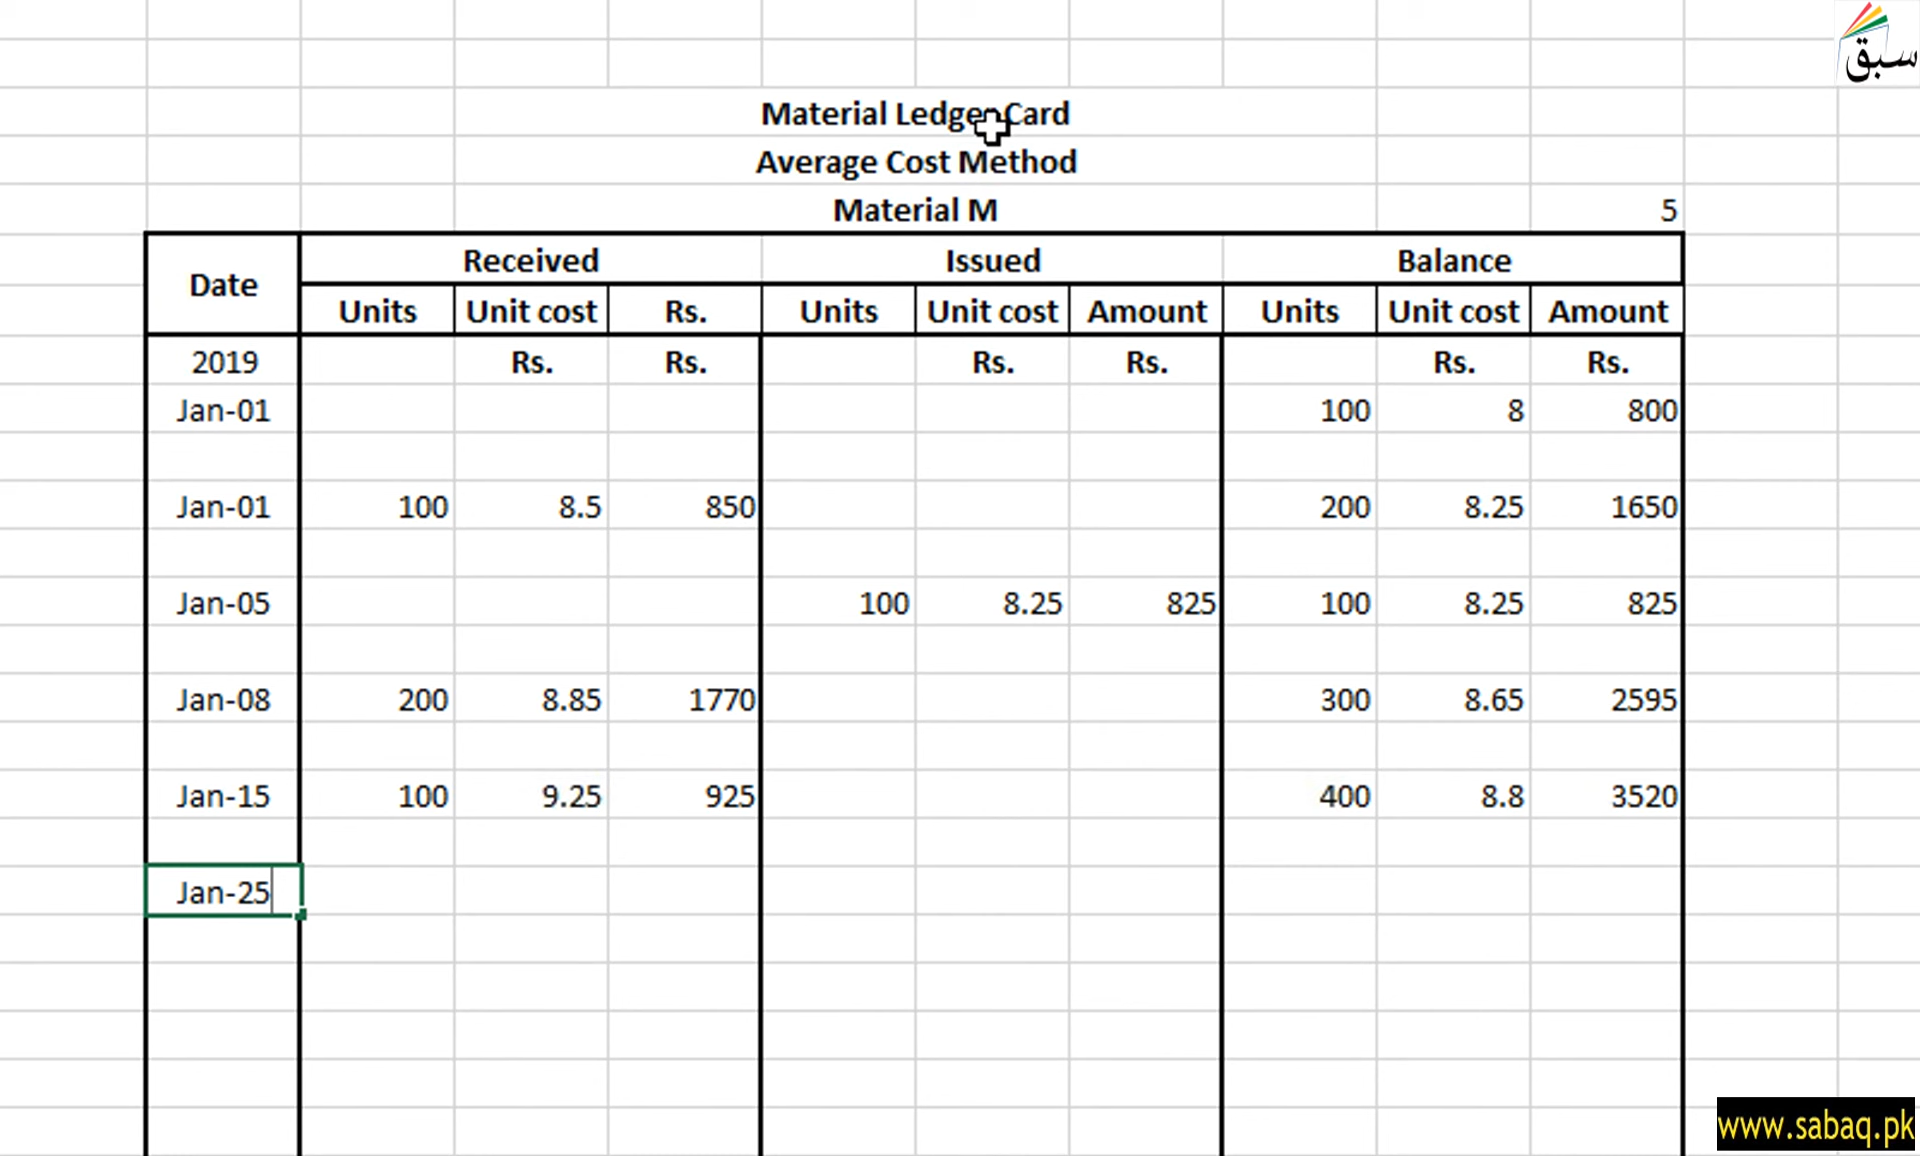 سبق
Material Ledger Card
Average Cost Method
Material M 5
Date Received Issued Balance
Units Unit cost Rs. Units Unit cost Amount Units Unit cost Amount
2019 Rs. Rs. Rs. Rs. Rs. Rs.
Jan-01 100 8 800
Jan-01 100 8.5 850 200 8.25 1650
Jan-05 100 8.25 825 100 8.25 825
Jan-08 200 8.85 1770 300 8.65 2595
Jan-15 100 9.25 925 400 8.8 3520
Jan-25
www.sabaq.pk